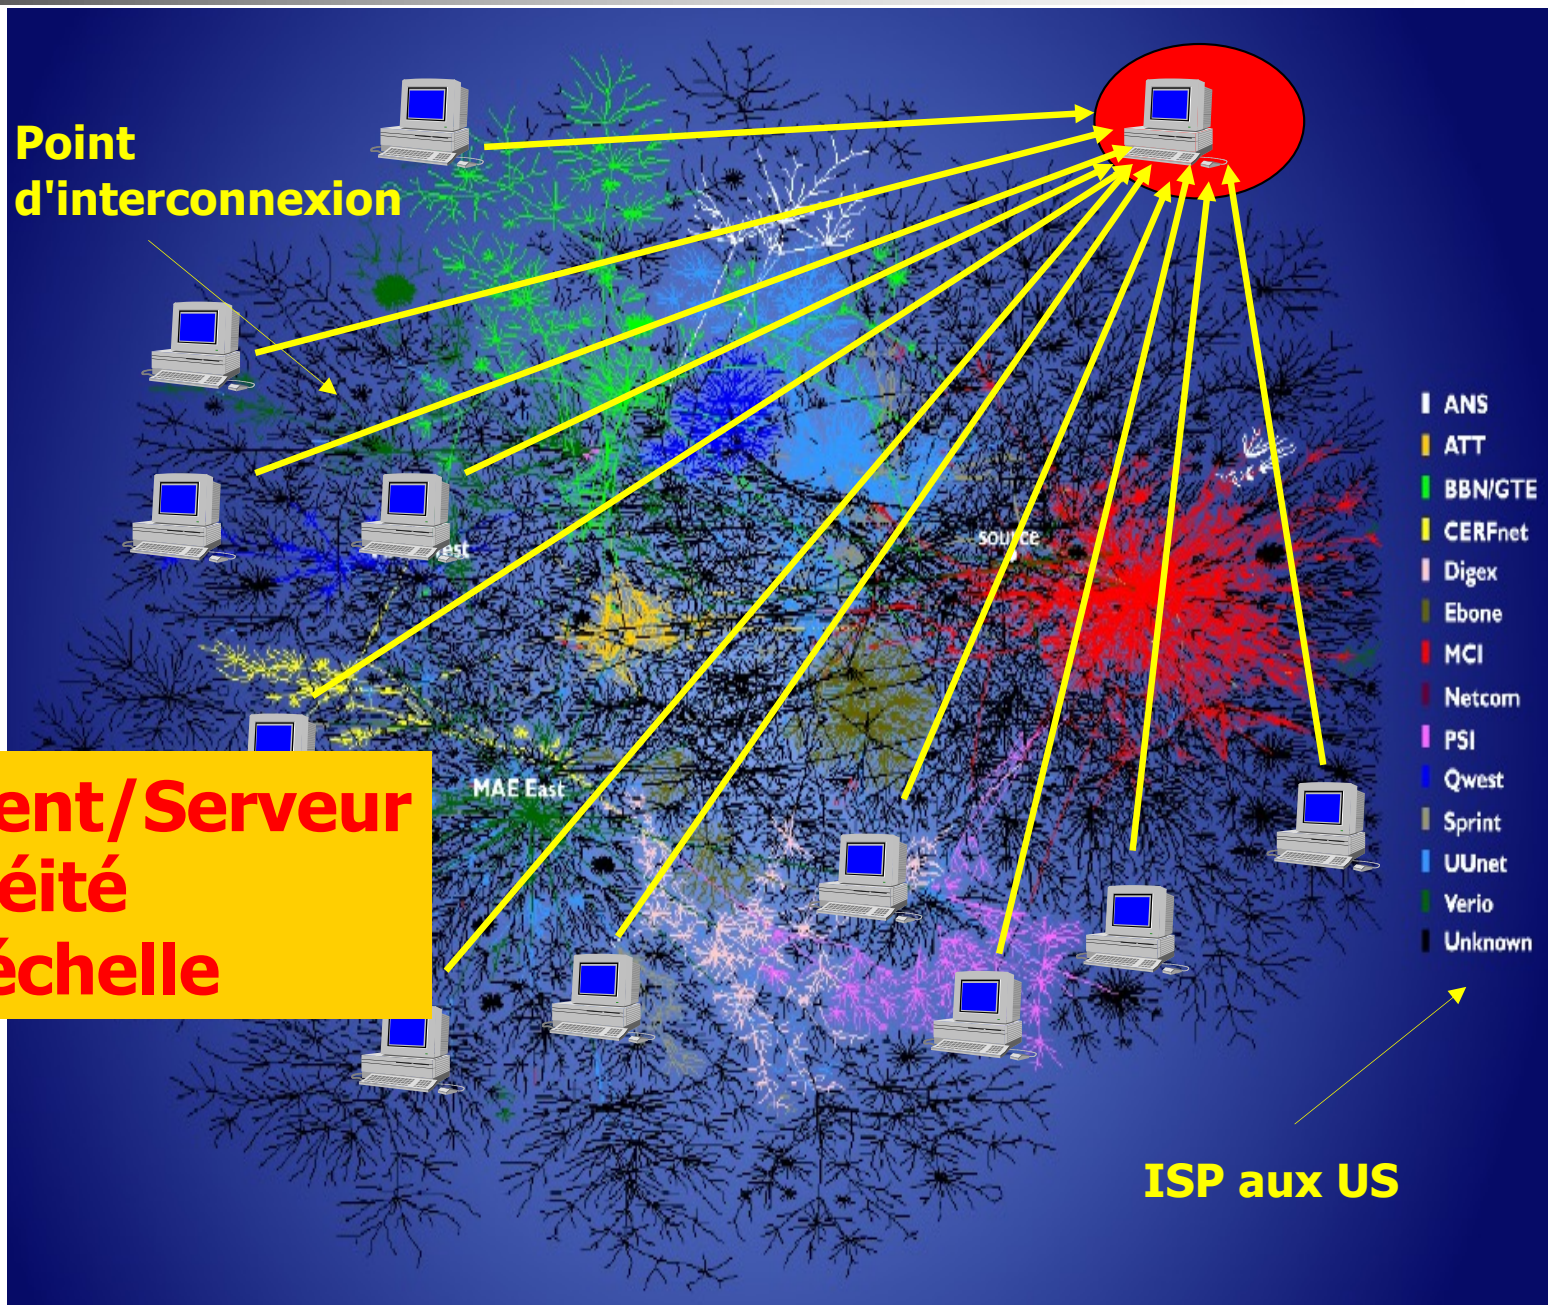 Point
d'interconnexion
source
MAE East
ent/Serveur
éité
échelle
ANS
ATT
BBN/GTE
CERFnet
Digex
Ebone
MCI
Netcom
PSI
Qwest
Sprint
UUnet
Verio
Unknown
ISP aux US